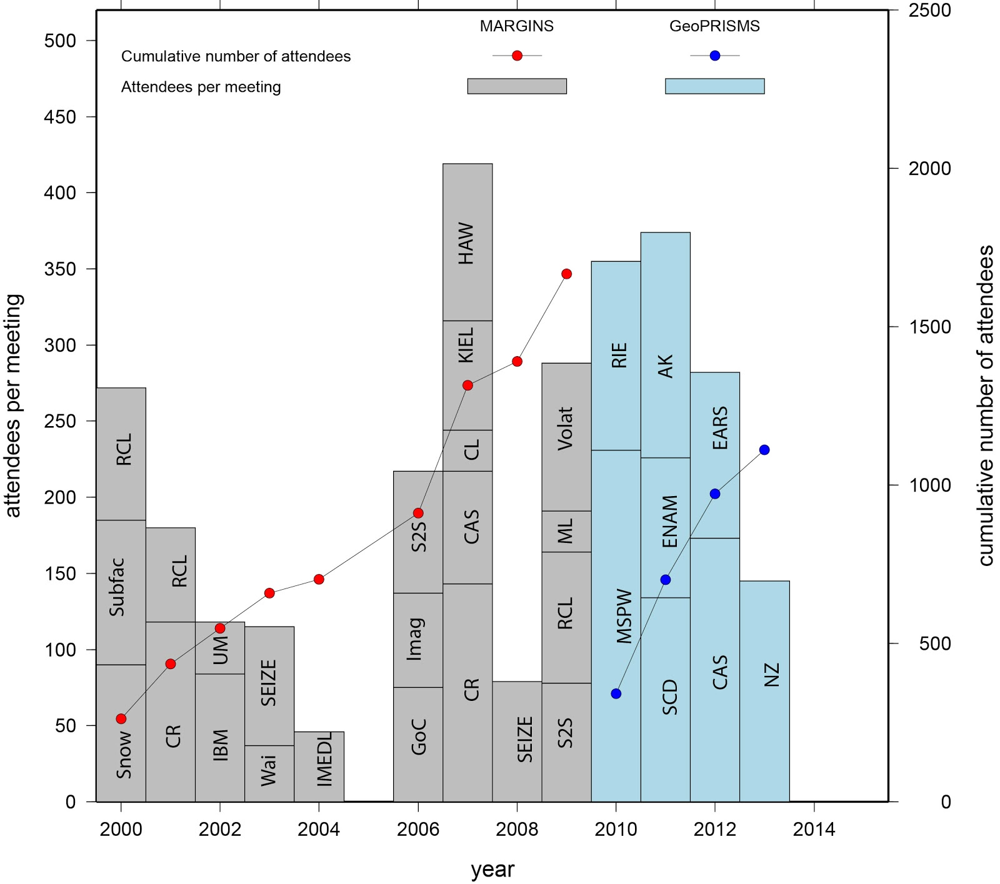 MARGINS GeoPRISMS
Cumulative number of attendees
Attendees per meeting
attendees per meeting
500
450
400
350
300
250
200
150
100
50
0
2500
2000
1500
1000
500
0
cumulative number of attendees
RCL
Subfac
Snow
RCL
CR
UM
IBM
SEIZE
Wai
IMEDL
S2S
Imag
GoC
HAW
KIEL
CL
CAS
CR
SEIZE
Volat
ML
RCL
S2S
RIE
MSPW
AK
ENAM
SCD
EARS
CAS
NZ
2000 2002 2004 2006 2008 2010 2012 2014
year